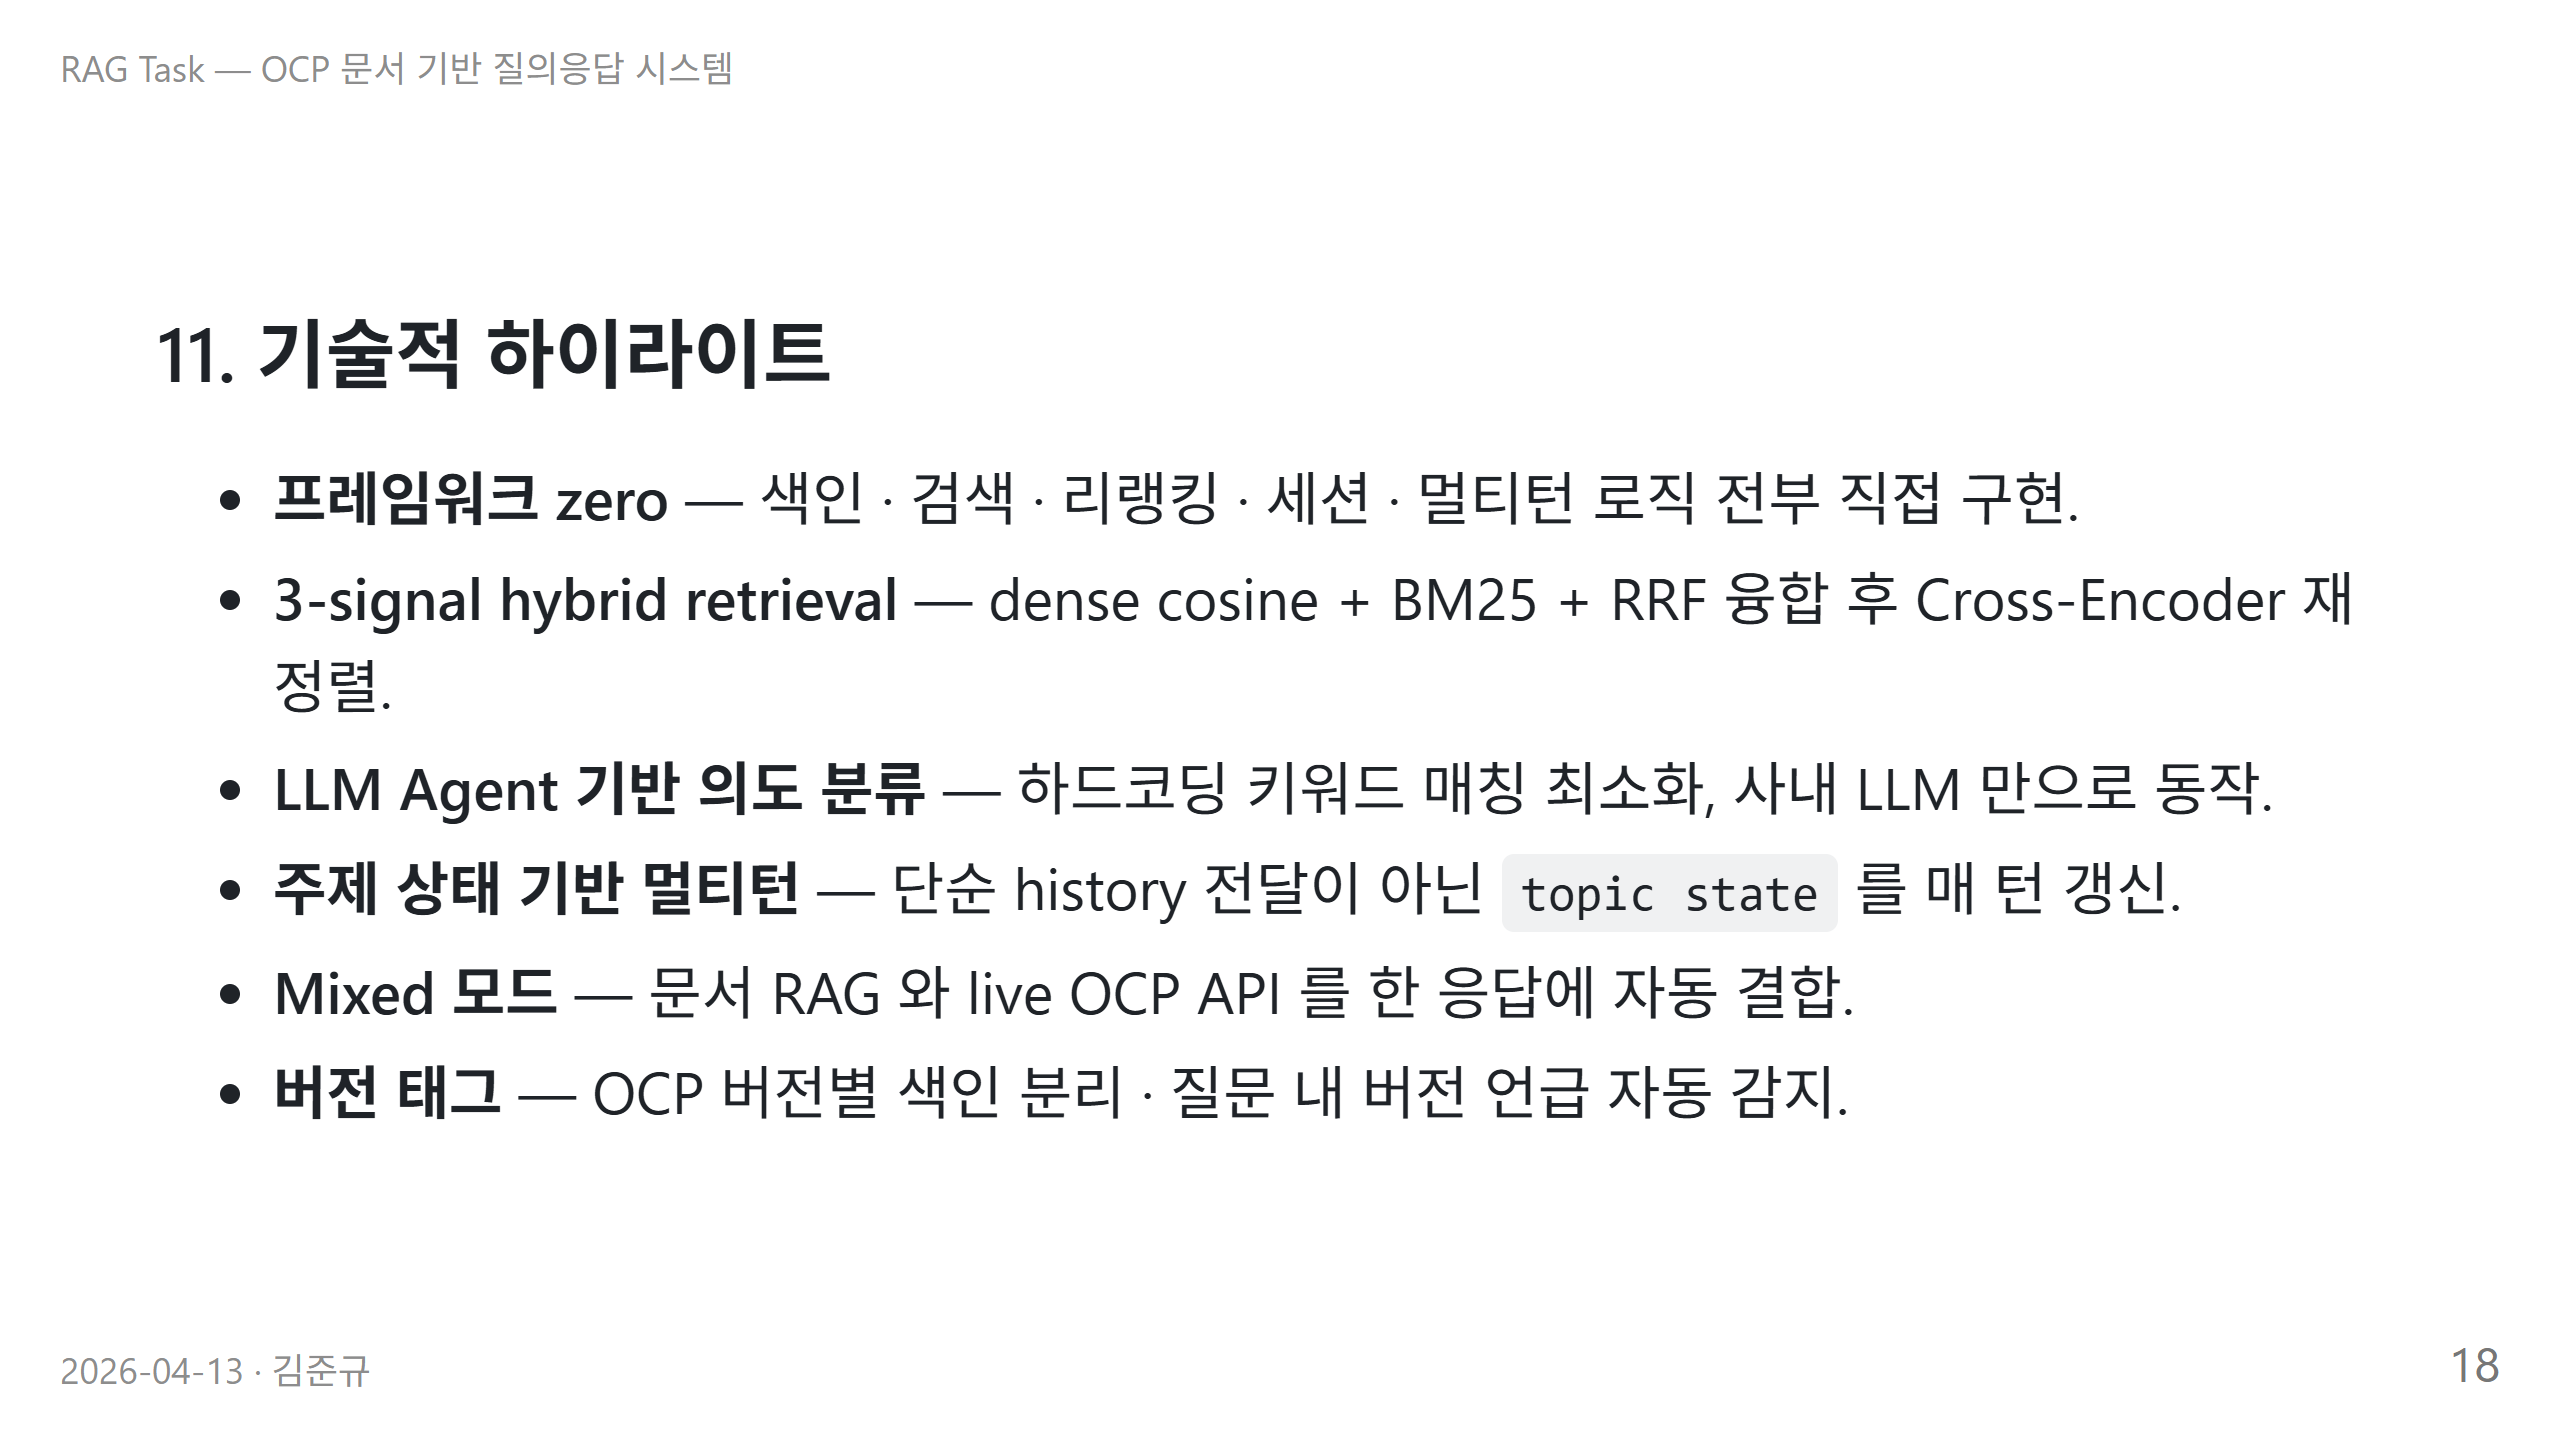 RAG Task — OCP 문서 기반 질의응답 시스템
11. 기술적 하이라이트
• 프레임워크 zero — 색인 · 검색 · 리랭킹 · 세션 · 멀티턴 로직 전부 직접 구현.
• 3-signal hybrid retrieval — dense cosine + BM25 + RRF 융합 후 Cross-Encoder 재
정렬.
• LLM Agent 기반 의도 분류 — 하드코딩 키워드 매칭 최소화, 사내 LLM 만으로 동작.
• 주제 상태 기반 멀티턴 — 단순 history 전달이 아닌 topic state 를 매 턴 갱신.
• Mixed 모드 — 문서 RAG 와 live OCP API 를 한 응답에 자동 결합.
• 버전 태그 — OCP 버전별 색인 분리 · 질문 내 버전 언급 자동 감지.
2026-04-13 · 김준규
18